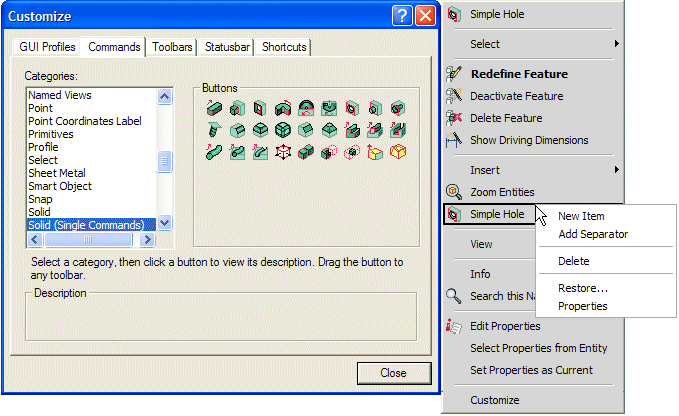 Customize
GUI Profiles Commands Toolbars Statusbar Shortcuts
Categories:
Named Views
Point
Point Coordinates Label
Primitives
Profile
Select
Sheet Metal
Smart Object
Snap
Solid
Solid (Single Commands)
Buttons
Select a category, then click a button to view its description. Drag the button to
any toolbar.
Description
Close
Simple Hole
Select
Redefine Feature
Deactivate Feature
Delete Feature
Show Driving Dimensions
Insert
Zoom Entities
Simple Hole
View
Info
Search this Na
Edit Properties
Select Properties from Entity
Set Properties as Current
Customize
New Item
Add Separator
Delete
Restore...
Properties